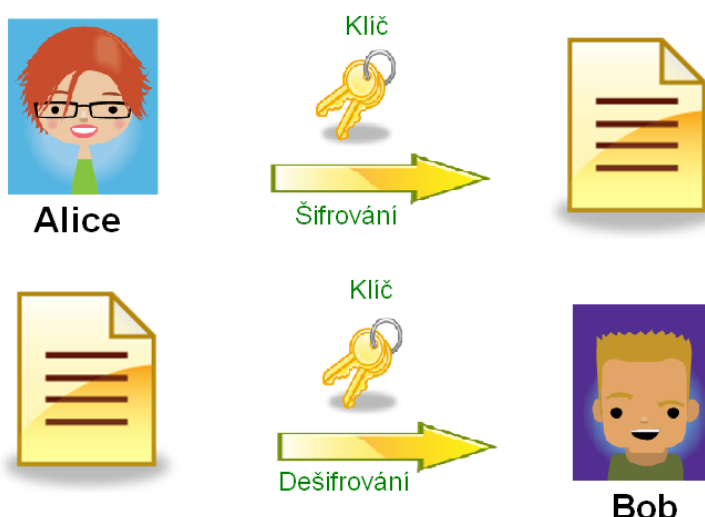 Klíč
Šifrování
Alice
Klíč
Dešifrování
Bob